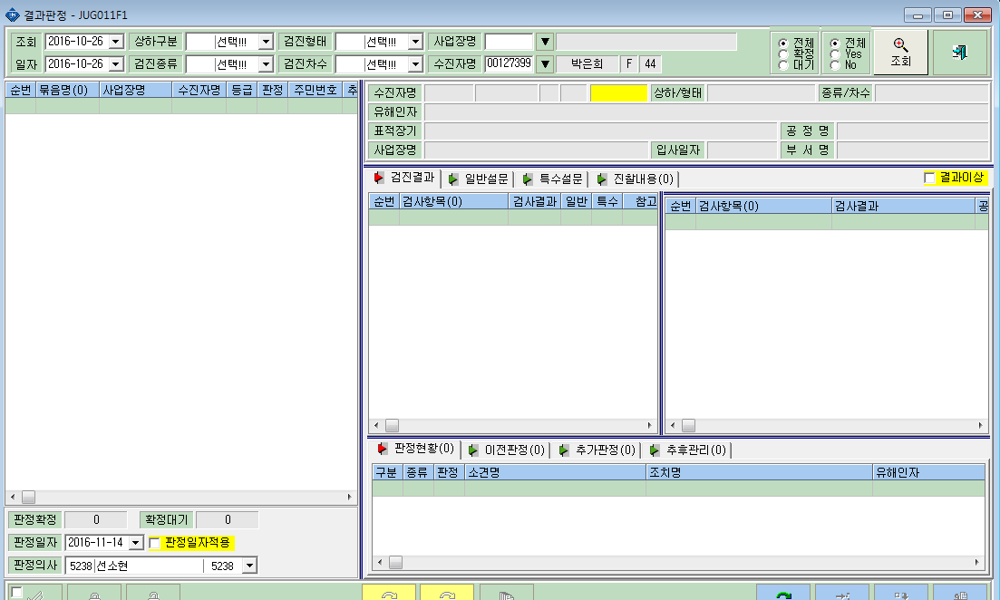 결과판정 - JUG011F1
조회 2016-10-26 상하구분 선택!!! 검진형태 선택!!! 사업장명 전체 전체
확정 Yes
일자 2016-10-26 검진종류 선택!!! 검진차수 선택!!! 수진자명 00127399 박은희 F 44 대기 No
조회
순번 묶음명(0) 사업장명 수진자명 등급 판정 주민번호 추
수진자명 상하/형태 종류/차수
유해인자
표적장기 공 정 명
사업장명 입사일자 부 서 명
검진결과 일반설문 특수설문 진찰내용(0) 결과이상
순번 검사항목(0) 검사결과 일반 특수 참고
순번 검사항목(0) 검사결과 공
판정현황(0) 이전판정(0) 추가판정(0) 추후관리(0)
구분 종류 판정 소견명 조치명 유해인자
판정확정 0 확정대기 0
판정일자 2016-11-14 판정일자적용
판정의사 5238 선소현 5238